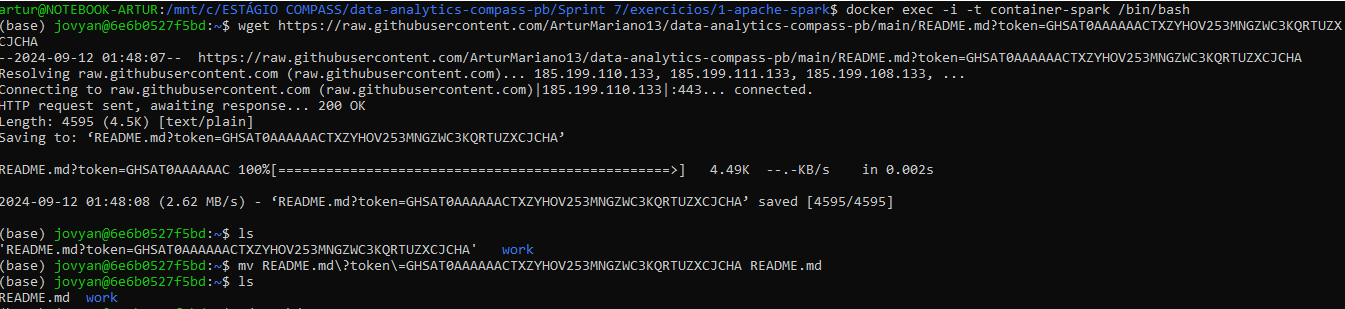 artur@NOTEBOOK-ARTUR:/mnt/c/ESTÁGIO COMPASS/data-analytics-compass-pb/Sprint 7/exercicios/1-apache-spark$ docker exec -i -t container-spark /bin/bash
(base) jovyan@6e6b0527f5bd:~$ wget https://raw.githubusercontent.com/ArturMariano13/data-analytics-compass-pb/main/README.md?token=GHSAT0AAAAAACTXZYHOV253MNGZWC3KQRTUZX
CJCHA
--2024-09-12 01:48:07--  https://raw.githubusercontent.com/ArturMariano13/data-analytics-compass-pb/main/README.md?token=GHSAT0AAAAAACTXZYHOV253MNGZWC3KQRTUZXCJCHA
Resolving raw.githubusercontent.com (raw.githubusercontent.com)... 185.199.110.133, 185.199.111.133, 185.199.108.133, ...
Connecting to raw.githubusercontent.com (raw.githubusercontent.com)|185.199.110.133|:443... connected.
HTTP request sent, awaiting response... 200 OK
Length: 4595 (4.5K) [text/plain]
Saving to: ‘README.md?token=GHSAT0AAAAAACTXZYHOV253MNGZWC3KQRTUZXCJCHA’
README.md?token=GHSAT0AAAAAAC 100%[================================================>]   4.49K  --.-KB/s    in 0.002s
2024-09-12 01:48:08 (2.62 MB/s) - ‘README.md?token=GHSAT0AAAAAACTXZYHOV253MNGZWC3KQRTUZXCJCHA’ saved [4595/4595]
(base) jovyan@6e6b0527f5bd:~$ ls
'README.md?token=GHSAT0AAAAAACTXZYHOV253MNGZWC3KQRTUZXCJCHA'   work
(base) jovyan@6e6b0527f5bd:~$ mv README.md\?token\=GHSAT0AAAAAACTXZYHOV253MNGZWC3KQRTUZXCJCHA README.md
(base) jovyan@6e6b0527f5bd:~$ ls
README.md  work